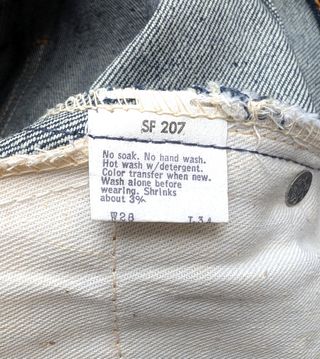 SF 207
No soak. No hand wash.
Hot wash w/detergent.
Color transfer when new.
Wash alone before
wearing. Shrinks
about 3%.
W28 L34